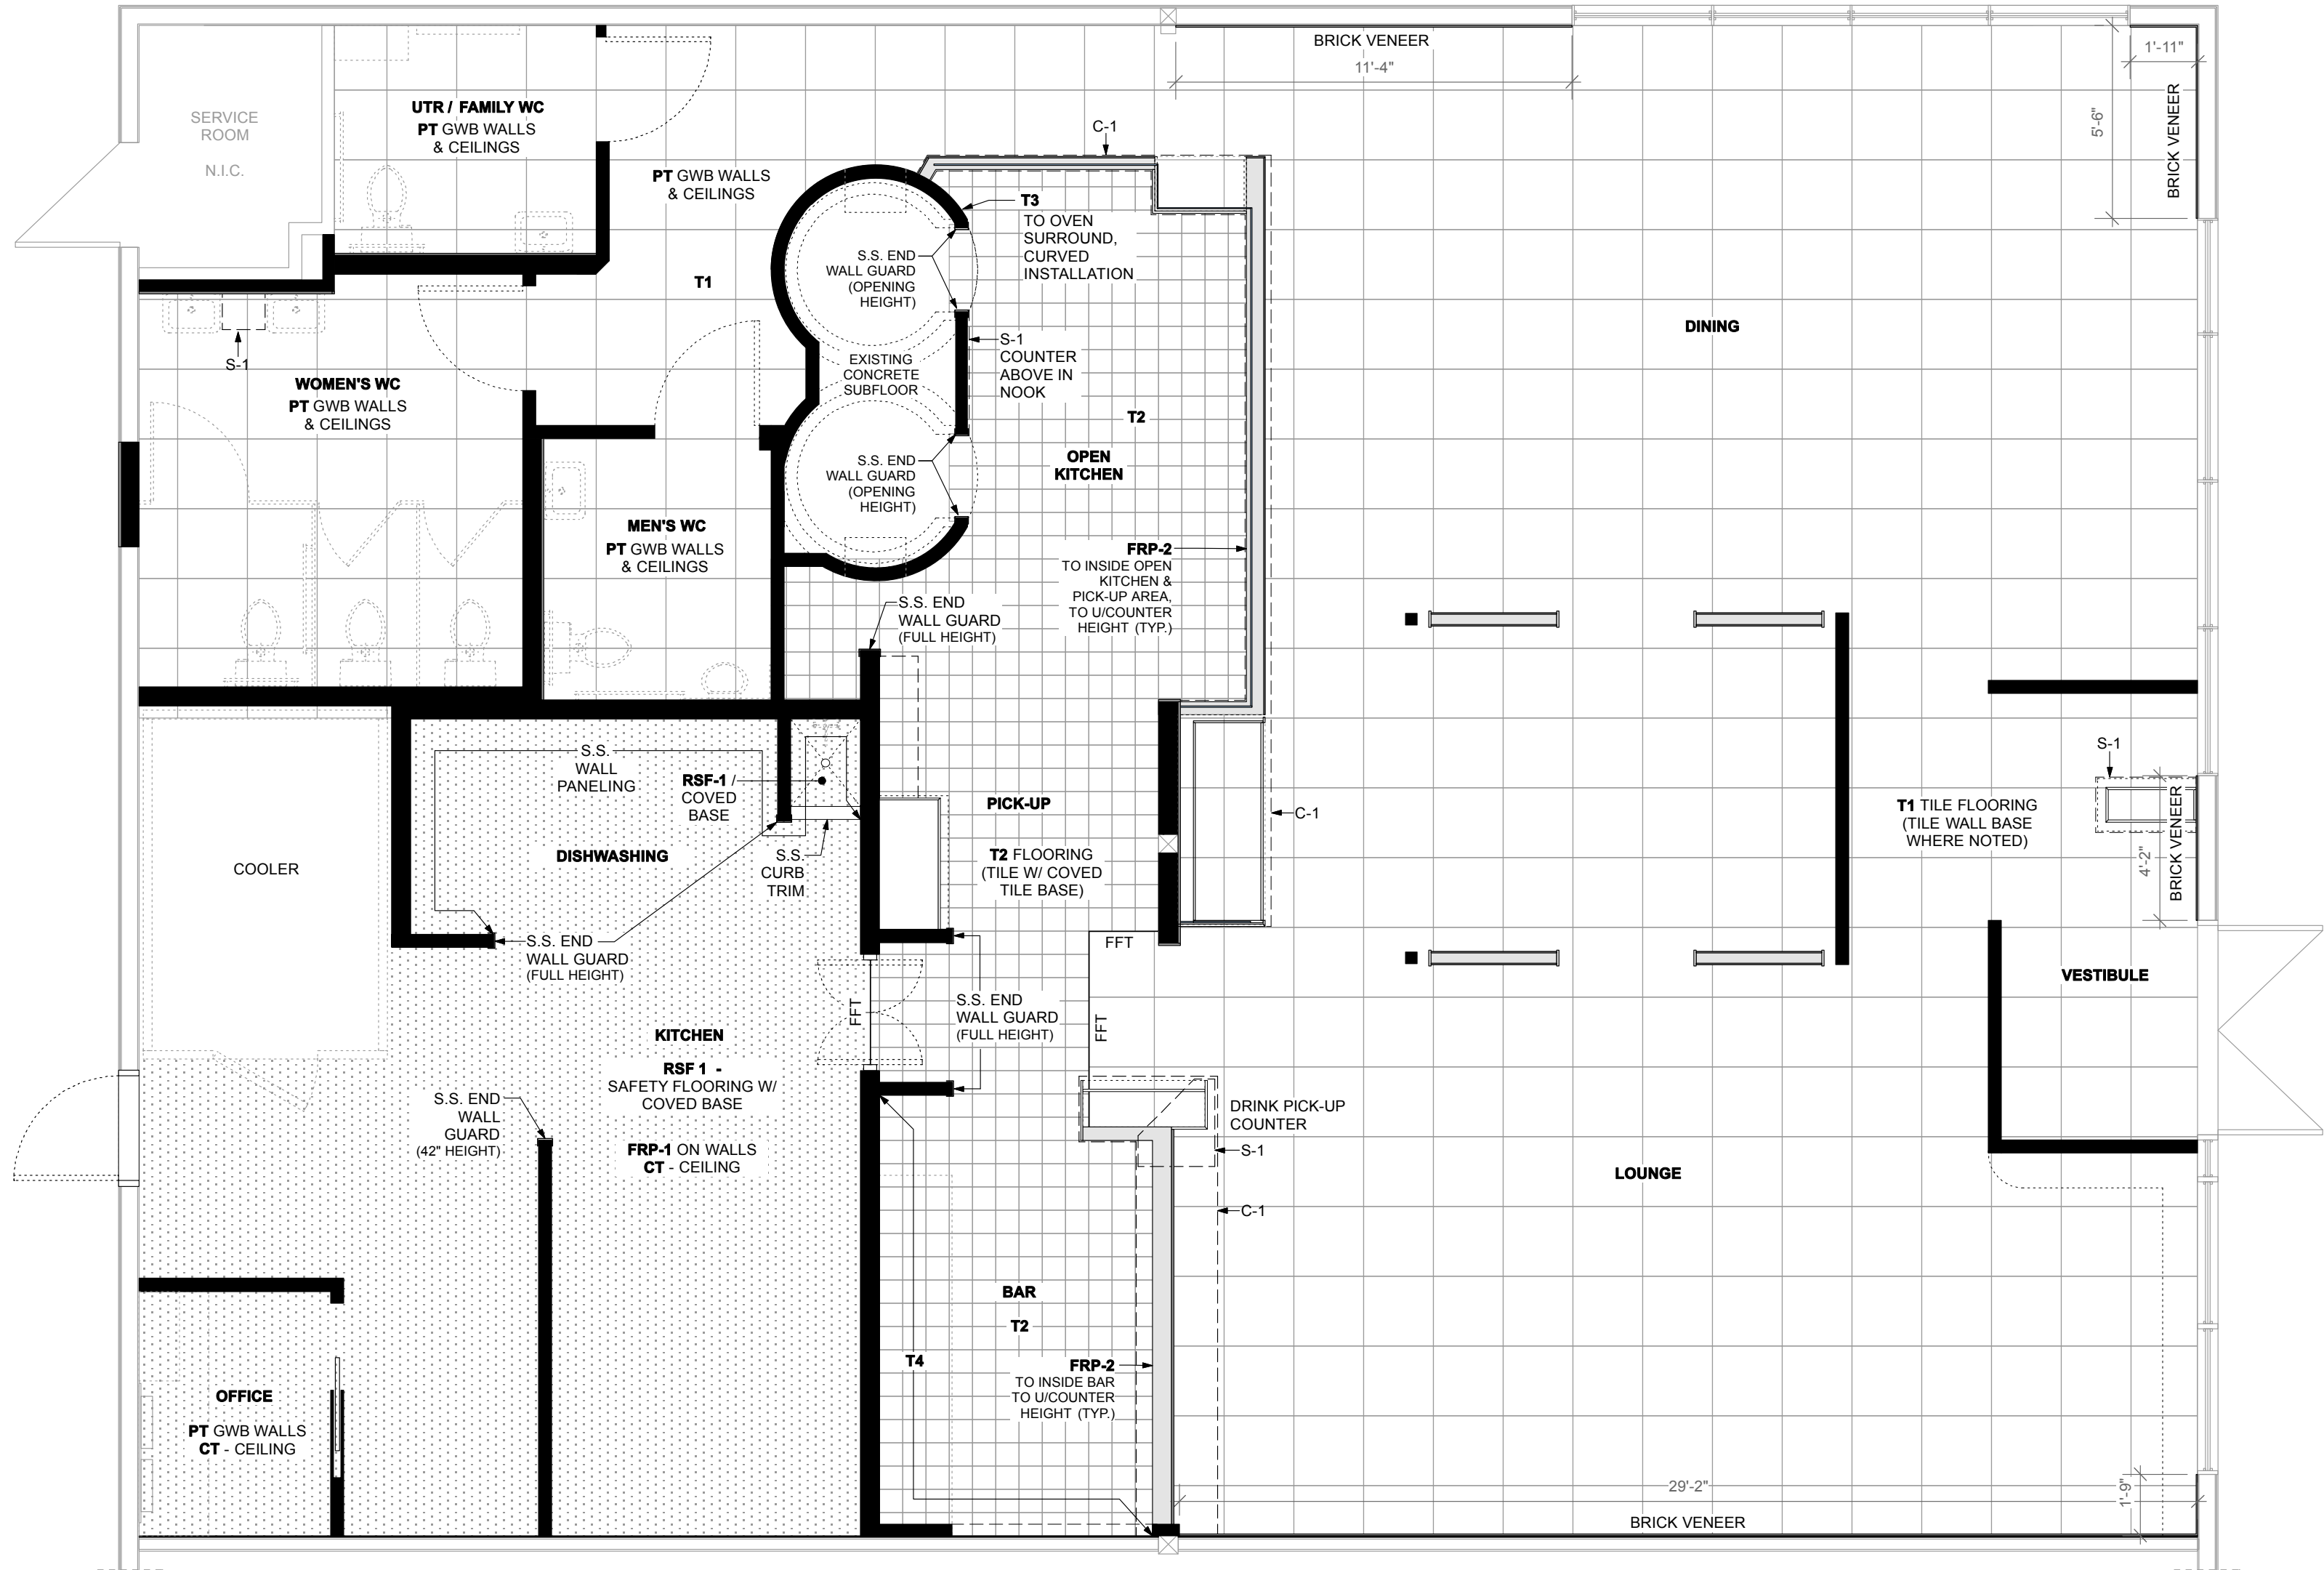 BRICK VENEER
11'-4"
1'-11"
5'-6"
BRICK VENEER
SERVICE
ROOM
N.I.C.
UTR / FAMILY WC
PT GWB WALLS
& CEILINGS
C-1
PT GWB WALLS
& CEILINGS
T3
TO OVEN
SURROUND,
CURVED
INSTALLATION
S.S. END
WALL GUARD
(OPENING
HEIGHT)
T1
DINING
S-1
S-1
COUNTER
ABOVE IN
NOOK
EXISTING
CONCRETE
SUBFLOOR
WOMEN'S WC
PT GWB WALLS
& CEILINGS
T2
OPEN
KITCHEN
S.S. END
WALL GUARD
(OPENING
HEIGHT)
MEN'S WC
PT GWB WALLS
& CEILINGS
FRP-2
TO INSIDE OPEN
KITCHEN &
PICK-UP AREA,
TO U/COUNTER
HEIGHT (TYP.)
S.S. END
WALL GUARD
(FULL HEIGHT)
S.S.
WALL
PANELING
RSF-1 /
COVED
BASE
S-1
PICK-UP
C-1
T1 TILE FLOORING
(TILE WALL BASE
WHERE NOTED)
BRICK VENEER
4'-2"
COOLER
DISHWASHING
S.S.
CURB
TRIM
T2 FLOORING
(TILE W/ COVED
TILE BASE)
S.S. END
WALL GUARD
(FULL HEIGHT)
FFT
VESTIBULE
FFT
S.S. END
WALL GUARD
(FULL HEIGHT)
FFT
KITCHEN
RSF 1 -
SAFETY FLOORING W/
COVED BASE
FRP-1 ON WALLS
CT - CEILING
S.S. END
WALL
GUARD
(42" HEIGHT)
DRINK PICK-UP
COUNTER
S-1
LOUNGE
C-1
BAR
T2
T4
FRP-2
TO INSIDE BAR
TO U/COUNTER
HEIGHT (TYP.)
OFFICE
PT GWB WALLS
CT - CEILING
29'-2"
1'-9"
BRICK VENEER